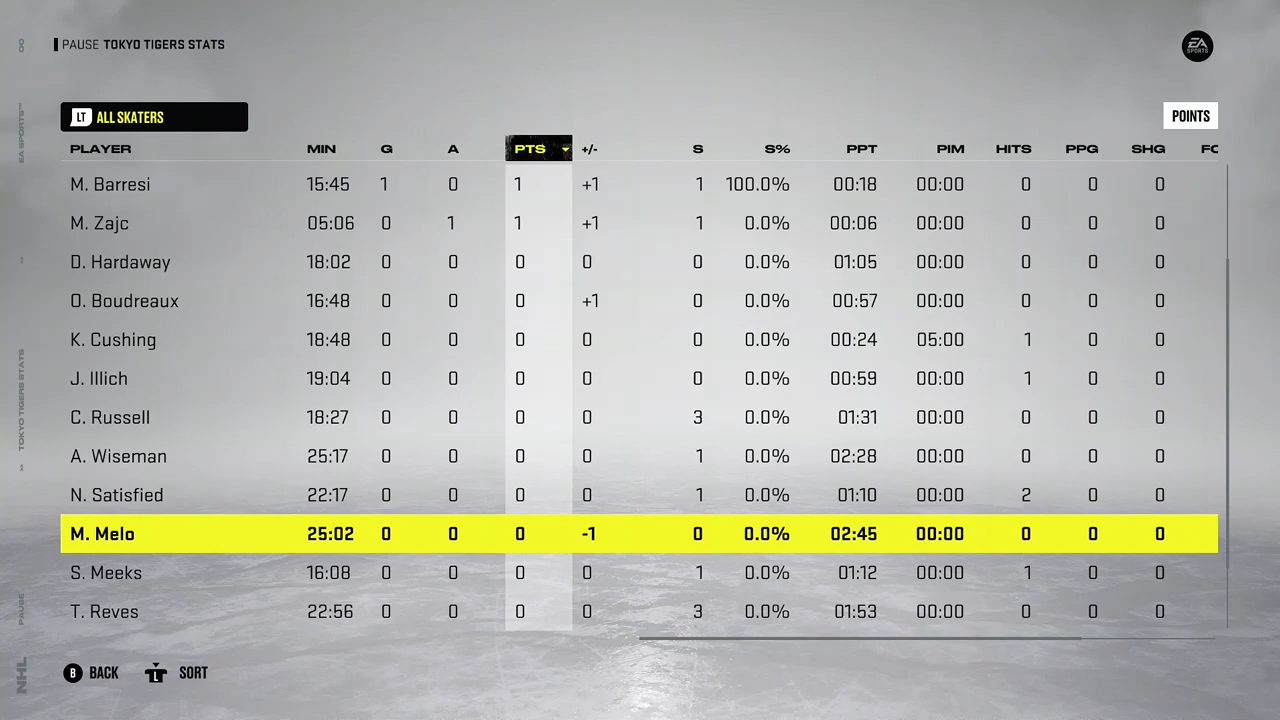 PAUSE TOKYO TIGERS STATS
EA SPORTS
LT ALL SKATERS
POINTS
PLAYER MIN G A PTS +/- S S% PPT PIM HITS PPG SHG FO
M. Barresi 15:45 1 0 1 +1 1 100.0% 00:18 00:00 0 0 0
M. Zajc 05:06 0 1 1 +1 1 0.0% 00:06 00:00 0 0 0
D. Hardaway 18:02 0 0 0 0 0 0.0% 01:05 00:00 0 0 0
O. Boudreaux 16:48 0 0 0 +1 0 0.0% 00:57 00:00 0 0 0
K. Cushing 18:48 0 0 0 0 0 0.0% 00:24 05:00 1 0 0
J. Illich 19:04 0 0 0 0 0 0.0% 00:59 00:00 1 0 0
C. Russell 18:27 0 0 0 0 3 0.0% 01:31 00:00 0 0 0
A. Wiseman 25:17 0 0 0 0 1 0.0% 02:28 00:00 0 0 0
N. Satisfied 22:17 0 0 0 0 1 0.0% 01:10 00:00 2 0 0
M. Melo 25:02 0 0 0 -1 0 0.0% 02:45 00:00 0 0 0
S. Meeks 16:08 0 0 0 0 1 0.0% 01:12 00:00 1 0 0
T. Reves 22:56 0 0 0 0 3 0.0% 01:53 00:00 0 0 0
B BACK L SORT
NHL PAUSE » TOKYO TIGERS STATS » EA SPORTS™